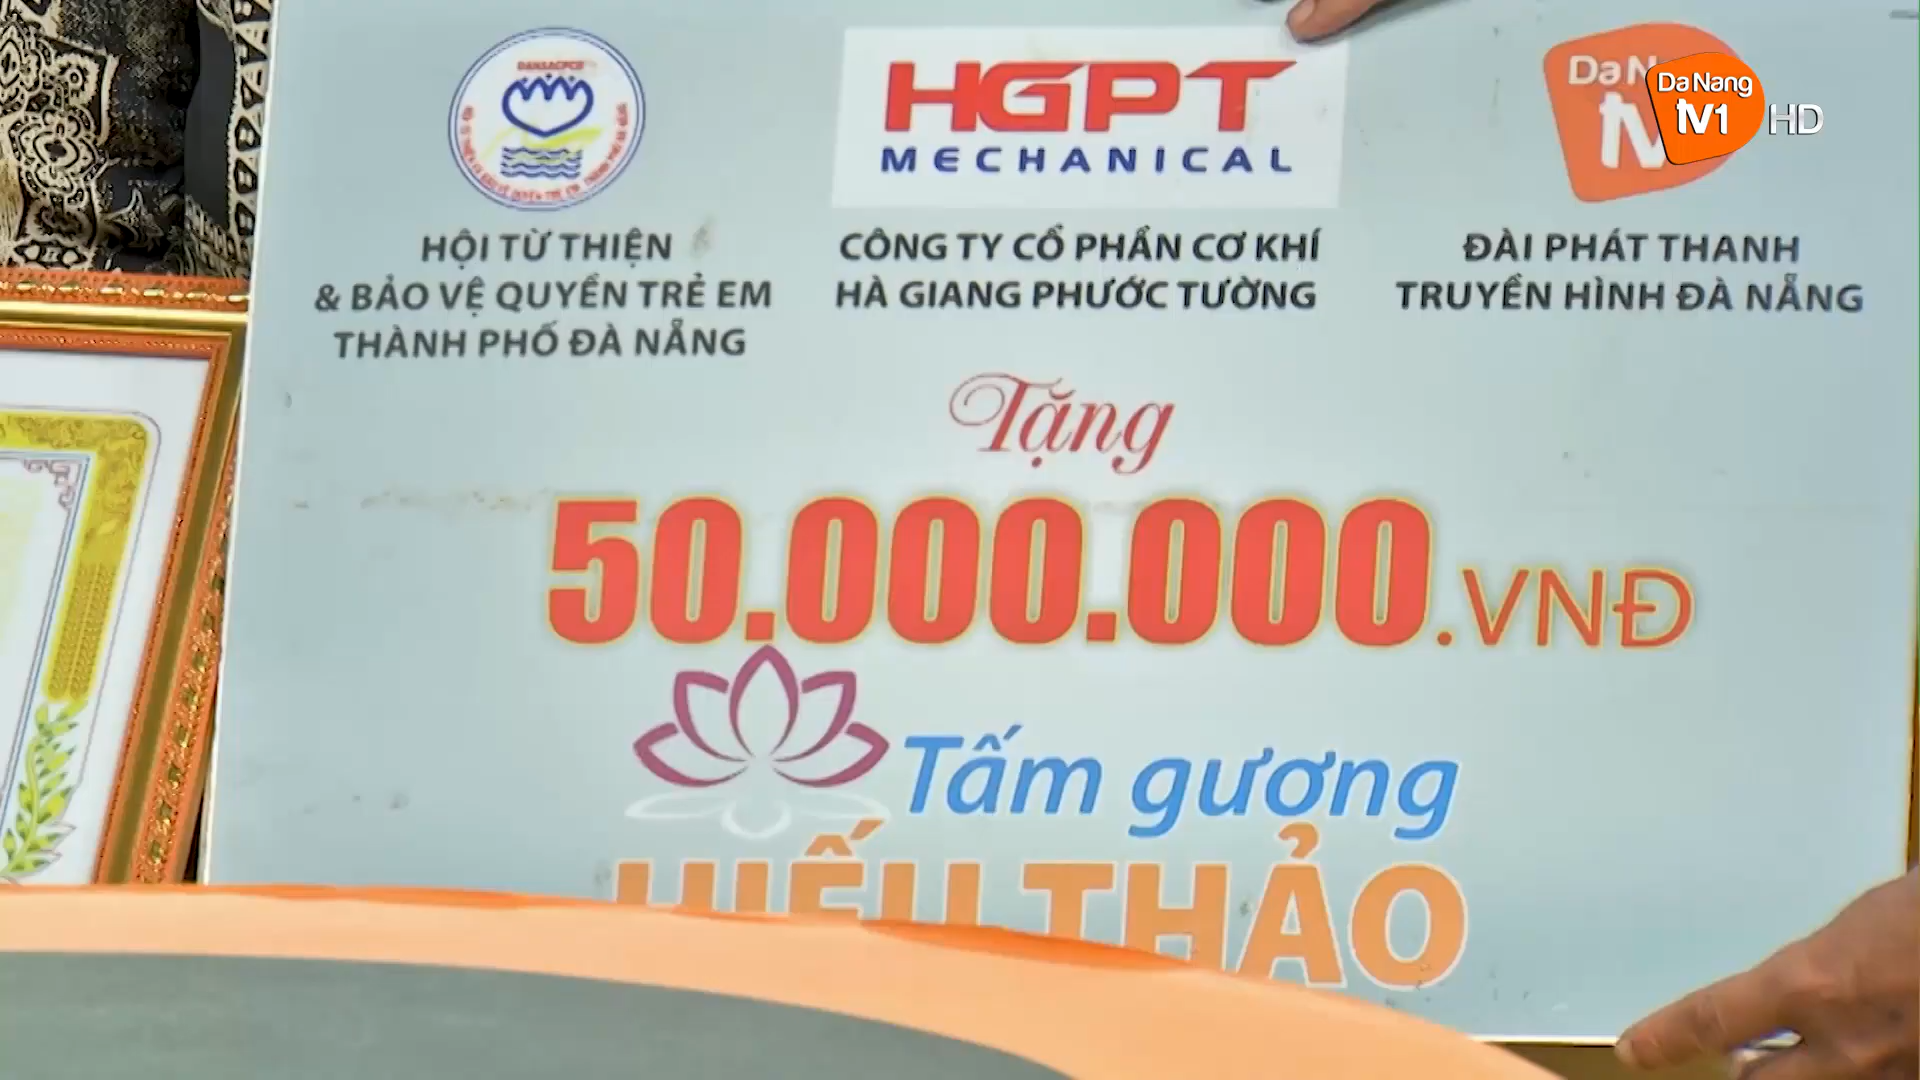 DANSACPCR
HGPT
MECHANICAL
Da Nang
TV1 HD
HỘI TỪ THIỆN
& BẢO VỆ QUYỀN TRẺ EM
THÀNH PHỐ ĐÀ NẴNG
CÔNG TY CỔ PHẦN CƠ KHÍ
HÀ GIANG PHƯỚC TƯỜNG
ĐÀI PHÁT THANH
TRUYỀN HÌNH ĐÀ NẴNG
Tặng
50.000.000.VNĐ
Tấm gương
HIẾU THẢO